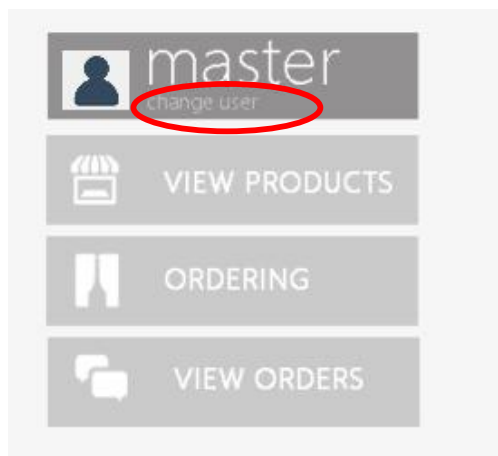 master
change user
VIEW PRODUCTS
ORDERING
VIEW ORDERS